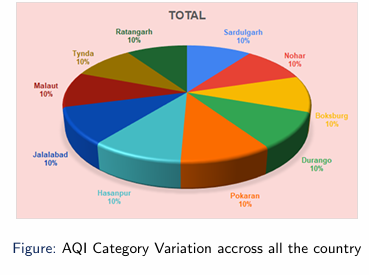 TOTAL
Ratangarh
10%
Sardulgarh
10%
Tynda
10%
Nohar
10%
Malaut
10%
Boksburg
10%
Jalalabad
10%
Durango
10%
Hasanpur
10%
Pokaran
10%
Figure: AQI Category Variation accross all the country